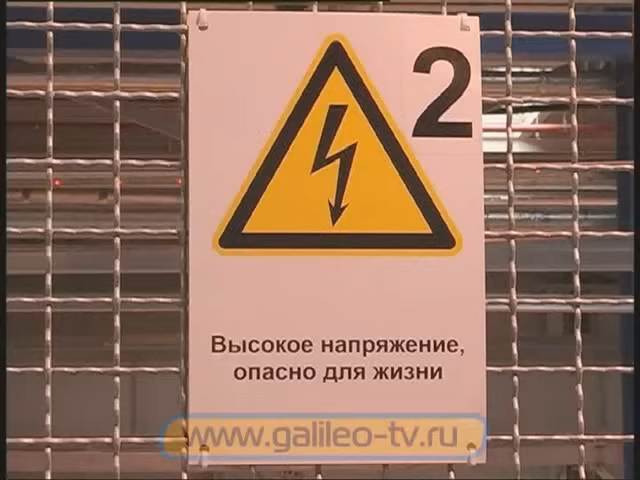 2
Высокое напряжение,
опасно для жизни
www.galileo-tv.ru